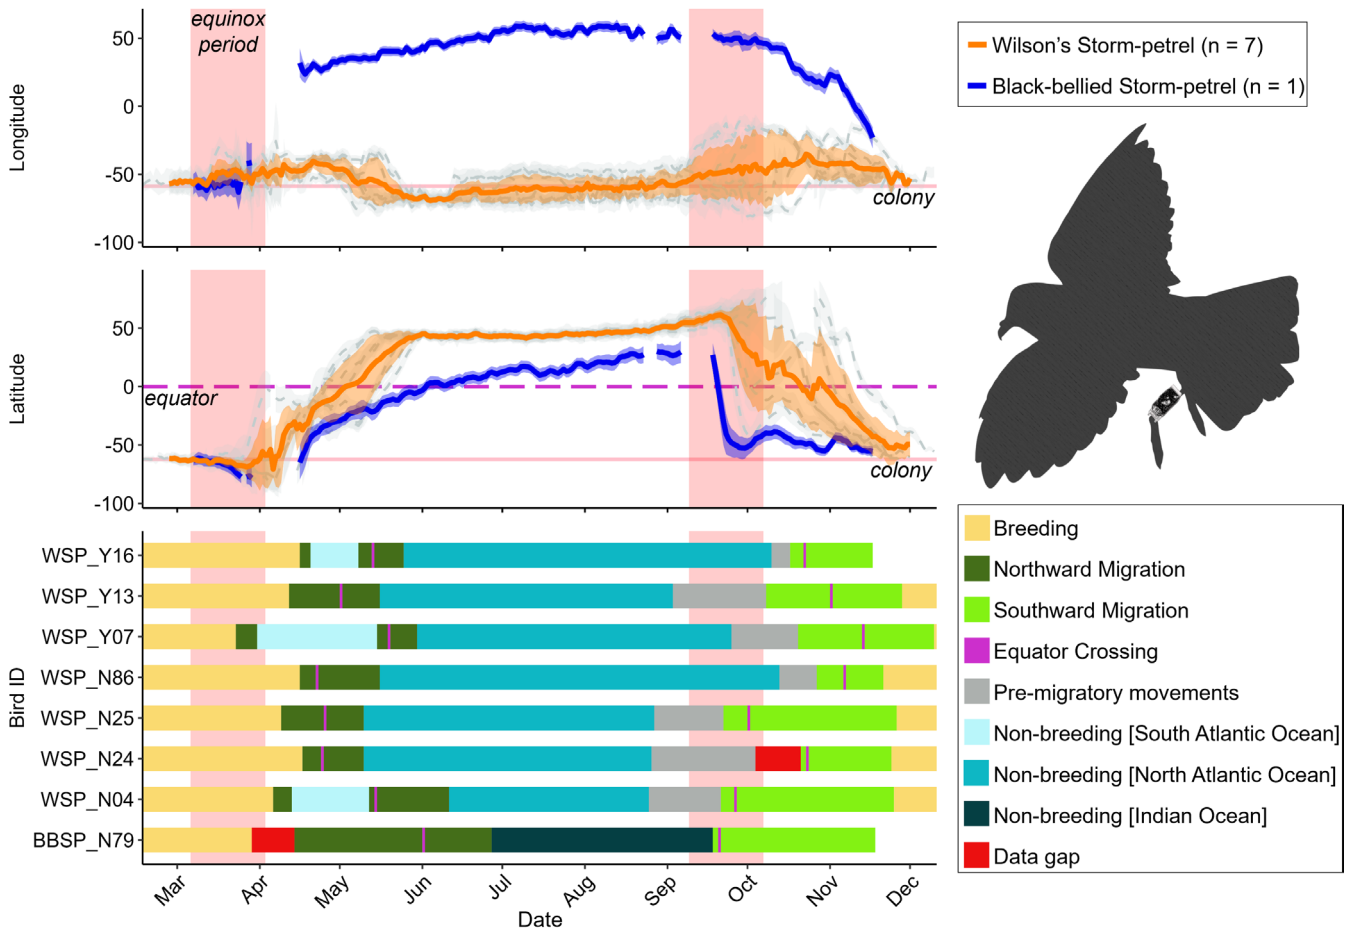 equinox
period
50
0
-50
-100
Longitude
colony
Wilson's Storm-petrel (n = 7)
Black-bellied Storm-petrel (n = 1)
50
0
-50
-100
Latitude
equator
colony
Bird ID
WSP_Y16
WSP_Y13
WSP_Y07
WSP_N86
WSP_N25
WSP_N24
WSP_N04
BBSP_N79
Mar
Apr
May
Jun
Jul
Aug
Sep
Oct
Nov
Dec
Date
Breeding
Northward Migration
Southward Migration
Equator Crossing
Pre-migratory movements
Non-breeding [South Atlantic Ocean]
Non-breeding [North Atlantic Ocean]
Non-breeding [Indian Ocean]
Data gap